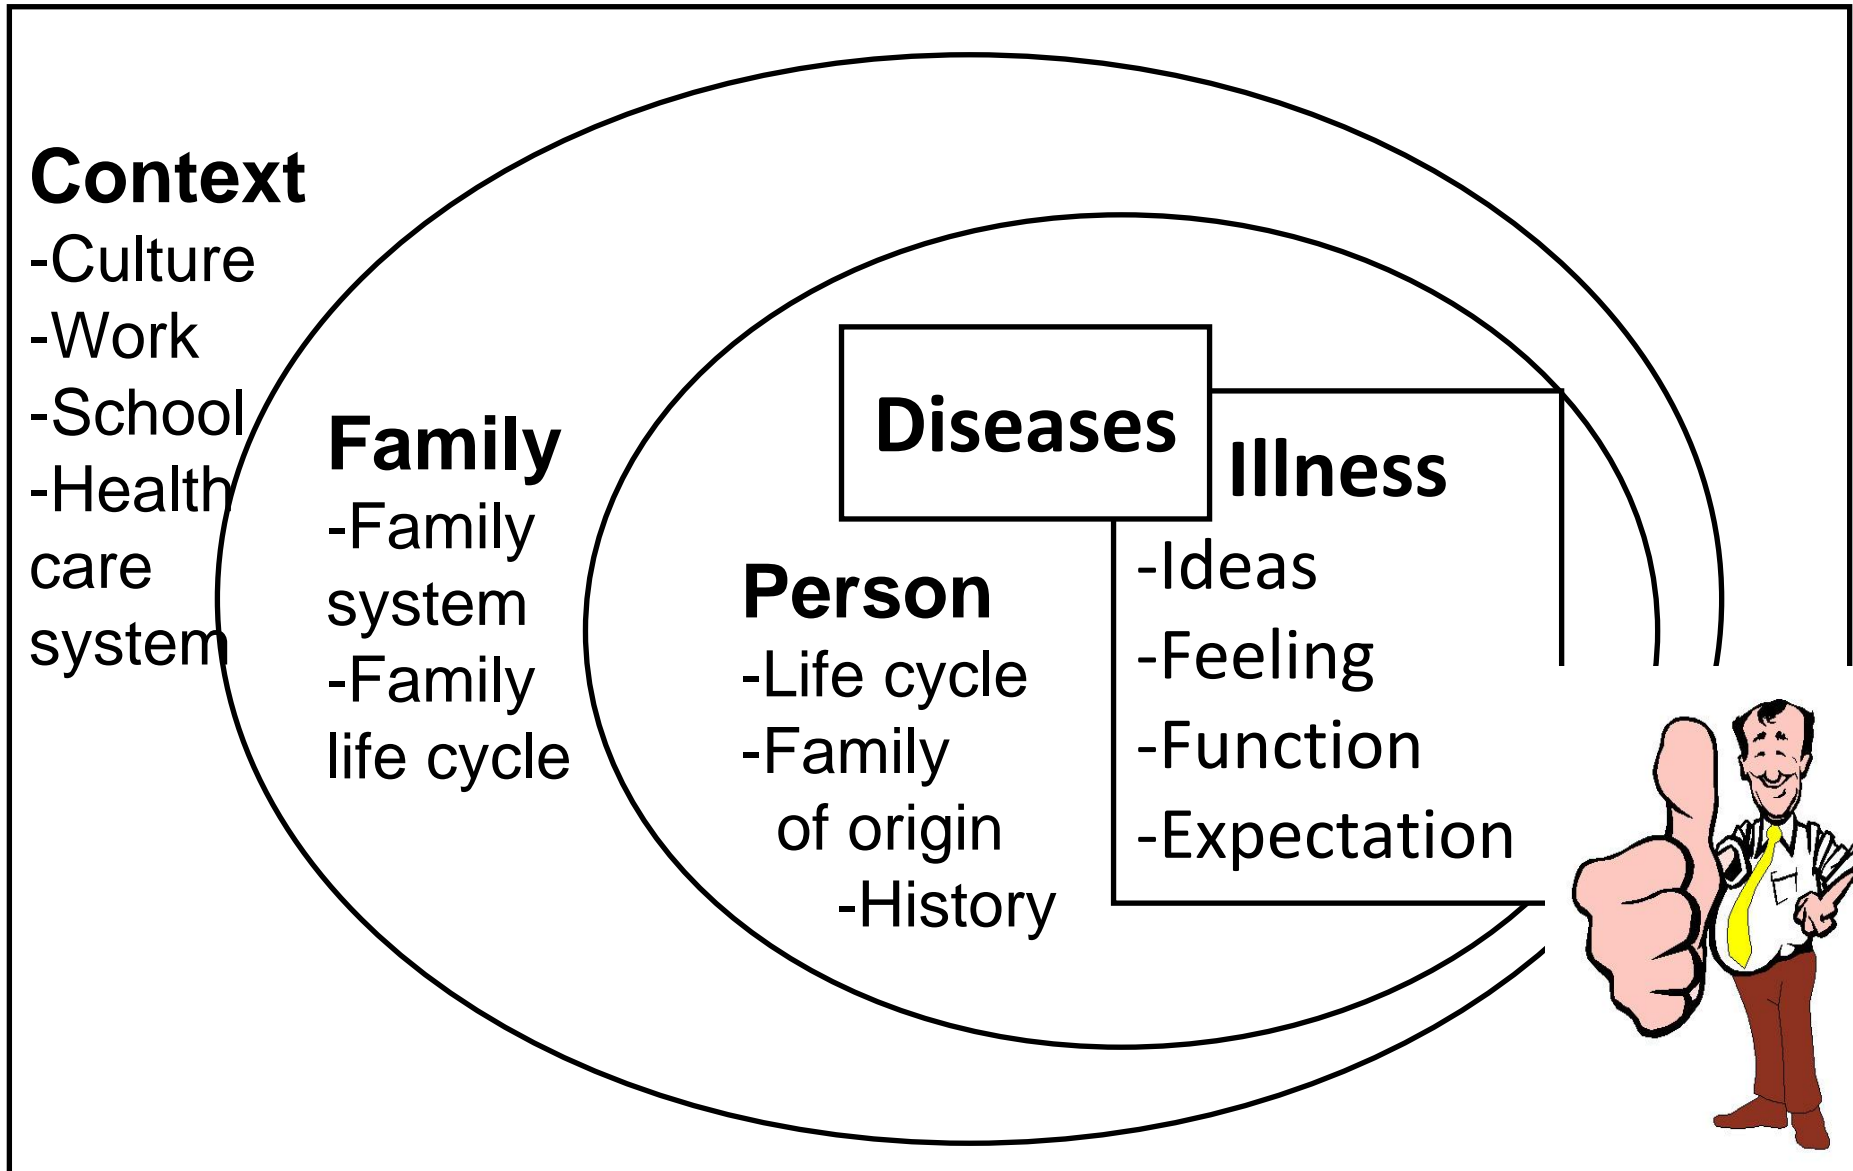 Context
-Culture
-Work
-School
-Health
care
system
Family
-Family
system
-Family
life cycle
Person
-Life cycle
-Family
of origin
-History
Diseases
Illness
-Ideas
-Feeling
-Function
-Expectation